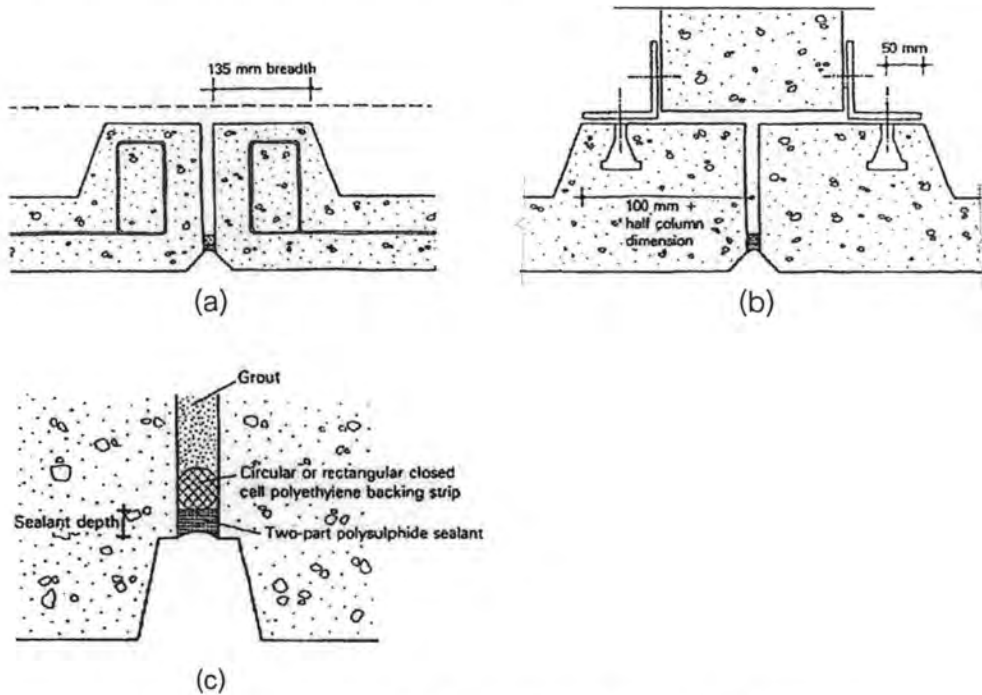 135 mm breadth
50 mm
100 mm +
half column
dimension
(a)
(b)
Grout
Circular or rectangular closed
cell polyethylene backing strip
Sealant depth
Two-part polysulphide sealant
(c)